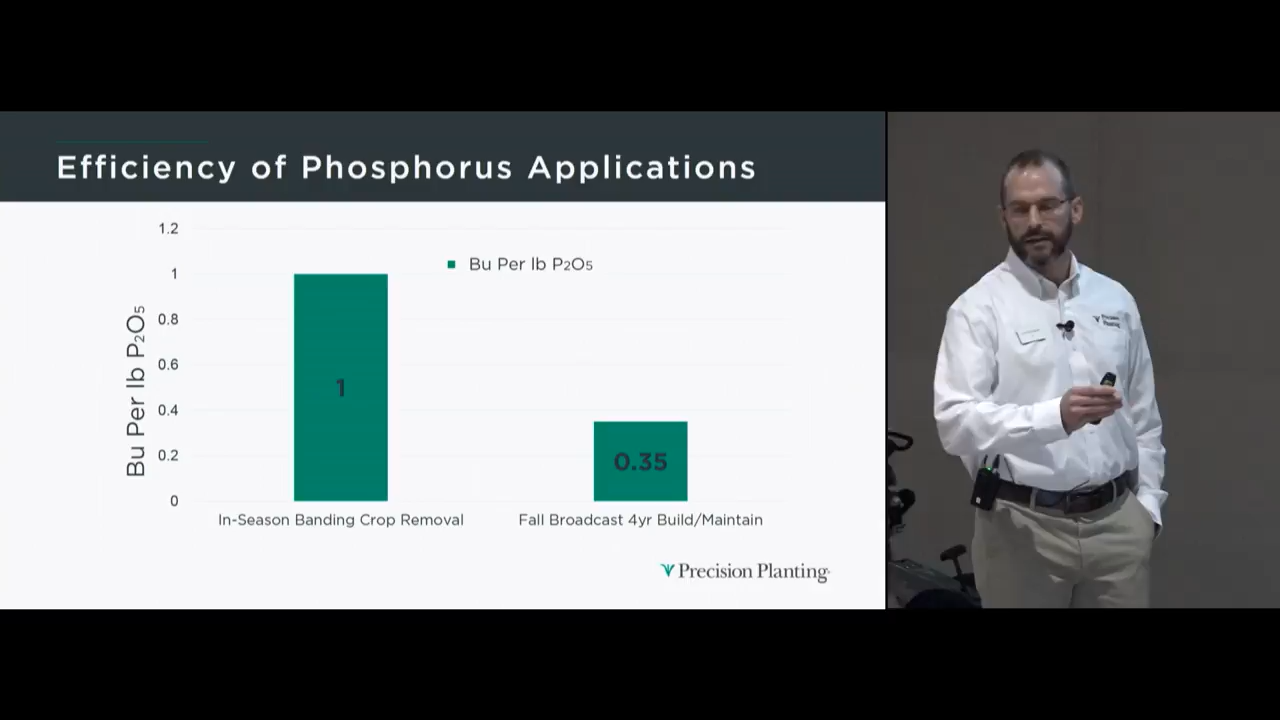 Efficiency of Phosphorus Applications
1.2
1
0.8
0.6
0.4
0.2
0
Bu Per lb P₂O₅
Bu Per lb P₂O₅
1
0.35
In-Season Banding Crop Removal
Fall Broadcast 4yr Build/Maintain
Precision Planting
Precision
Planting